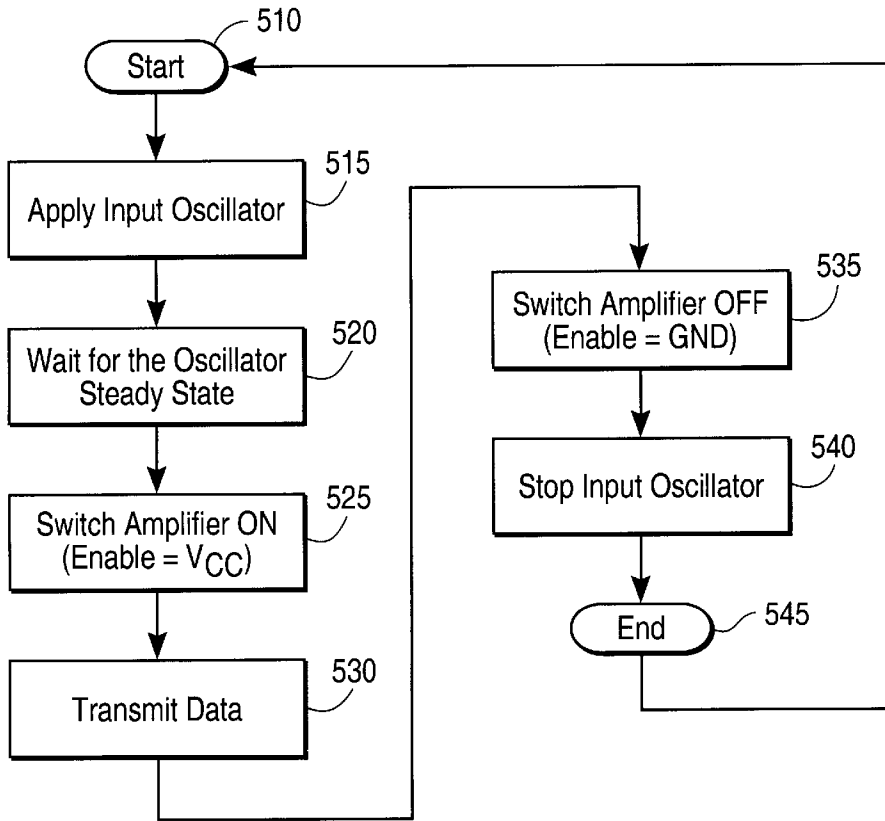 510
Start
515
Apply Input Oscillator
520
Wait for the Oscillator
Steady State
525
Switch Amplifier ON
(Enable = VCC)
530
Transmit Data
535
Switch Amplifier OFF
(Enable = GND)
540
Stop Input Oscillator
545
End